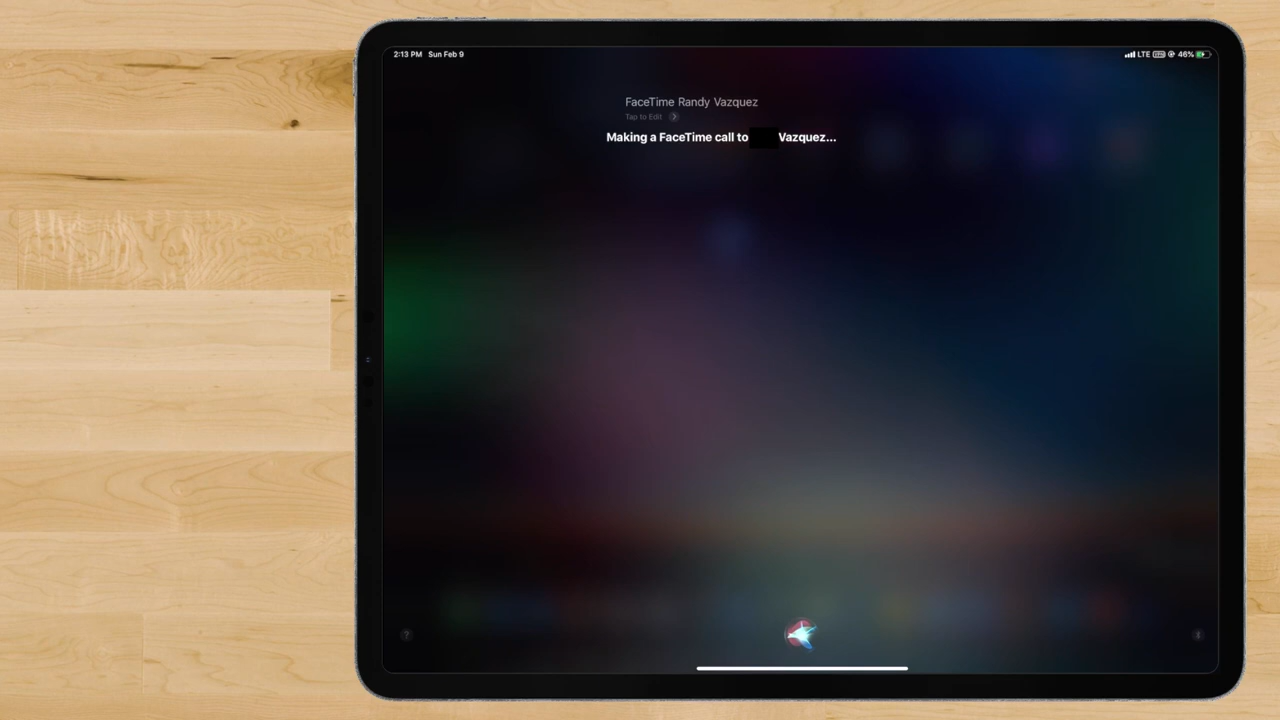 2:13 PM Sun Feb 9
LTE VPN 46%
FaceTime Randy Vazquez
Tap to Edit
Making a FaceTime call to Vazquez...
?